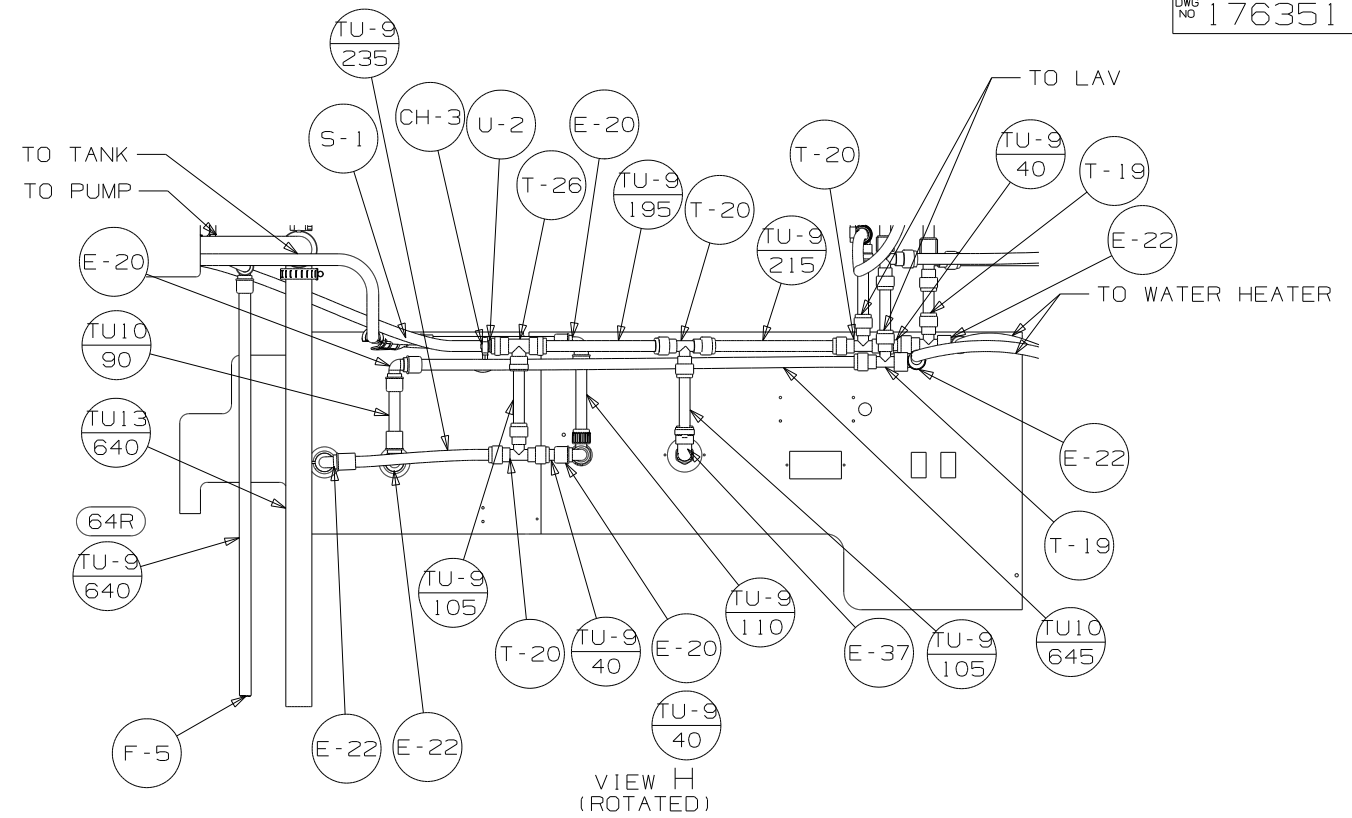 DWG
NO 176351
TU-9
235
TO LAV
CH-3
U-2
E-20
S-1
TO TANK
TO PUMP
T-20
TU-9
40
T-19
T-26
TU-9
195
T-20
E-22
TU-9
215
E-20
TO WATER HEATER
TU10
90
TU13
640
E-22
64R
TU-9
640
T-19
TU-9
105
TU-9
110
TU10
645
T-20
TU-9
40
E-20
E-37
TU-9
105
F-5
E-22
E-22
TU-9
40
VIEW H
(ROTATED)